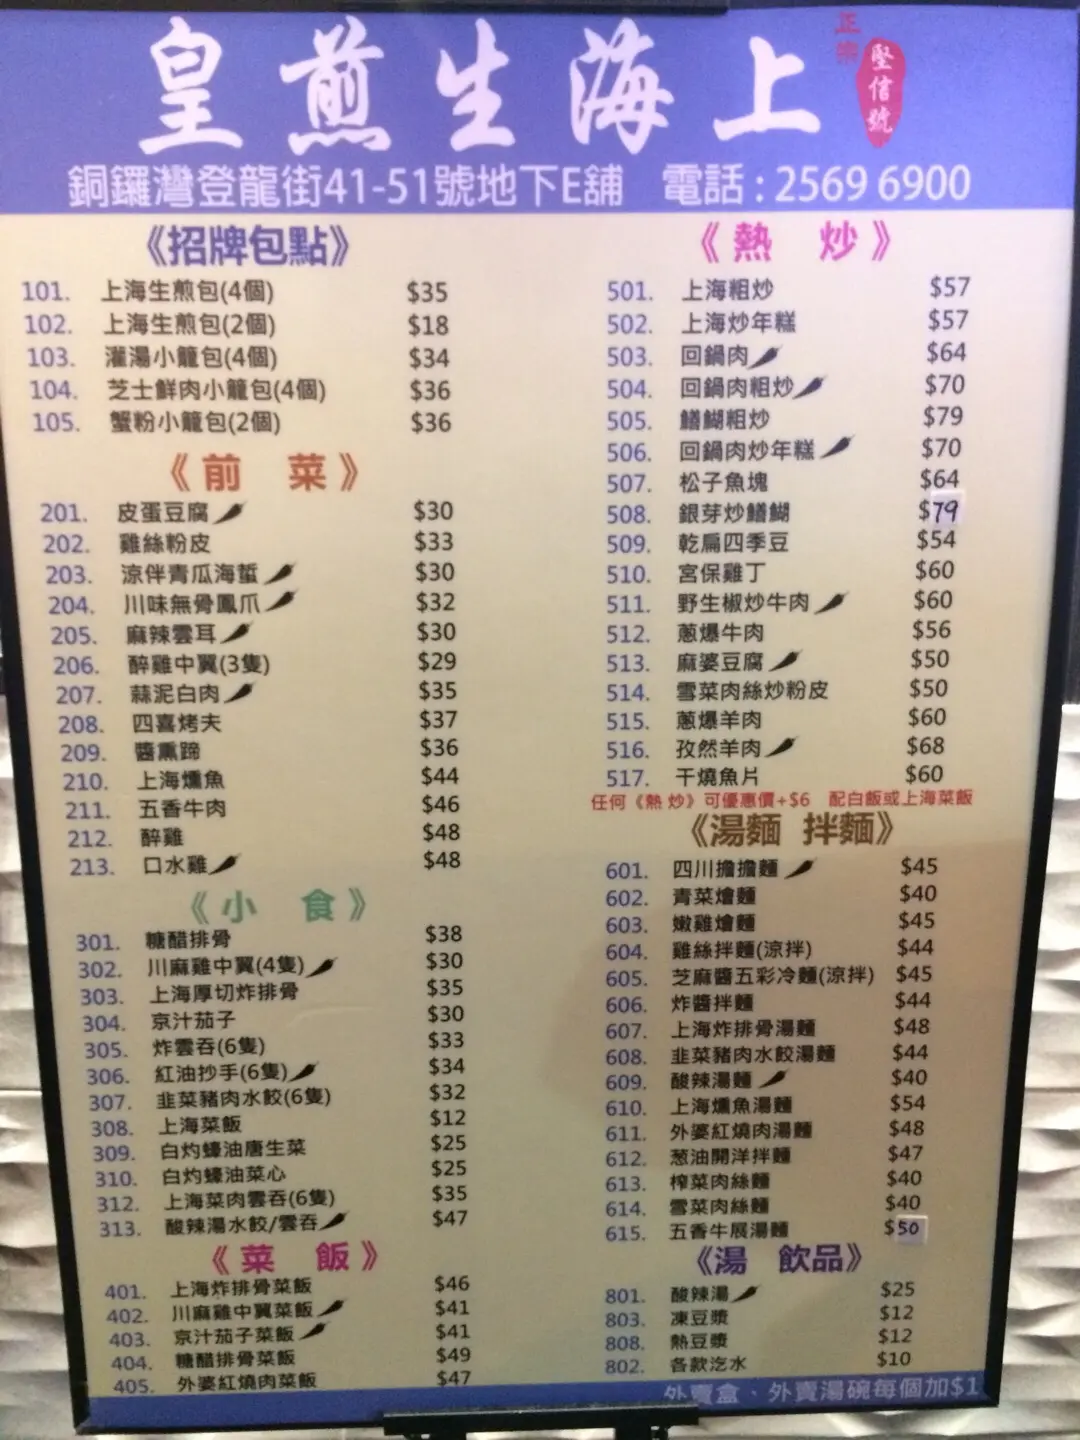 皇煎生海上
正宗
堅信號
銅鑼灣登龍街41-51號地下E舖 電話:2569 6900
《招牌包點》
101. 上海生煎包(4個) $35
102. 上海生煎包(2個) $18
103. 灌湯小籠包(4個) $34
104. 芝士鮮肉小籠包(4個) $36
105. 蟹粉小籠包(2個) $36
《前 菜》
201. 皮蛋豆腐 $30
202. 雞絲粉皮 $33
203. 涼伴青瓜海蜇 $30
204. 川味無骨鳳爪 $32
205. 麻辣雲耳 $30
206. 醉雞中翼(3隻) $29
207. 蒜泥白肉 $35
208. 四喜烤夫 $37
209. 醬熏蹄 $36
210. 上海燻魚 $44
211. 五香牛肉 $46
212. 醉雞 $48
213. 口水雞 $48
《小 食》
301. 糖醋排骨 $38
302. 川麻雞中翼(4隻) $30
303. 上海厚切炸排骨 $35
304. 京汁茄子 $30
305. 炸雲吞(6隻) $33
306. 紅油抄手(6隻) $34
307. 韭菜豬肉水餃(6隻) $32
308. 上海菜飯 $12
309. 白灼蠔油唐生菜 $25
310. 白灼蠔油菜心 $25
312. 上海菜肉雲吞(6隻) $35
313. 酸辣湯水餃/雲吞 $47
《菜 飯》
401. 上海炸排骨菜飯 $46
402. 川麻雞中翼菜飯 $41
403. 京汁茄子菜飯 $41
404. 糖醋排骨菜飯 $49
405. 外婆紅燒肉菜飯 $47
《熱 炒》
501. 上海粗炒 $57
502. 上海炒年糕 $57
503. 回鍋肉 $64
504. 回鍋肉粗炒 $70
505. 鱔鰗粗炒 $79
506. 回鍋肉炒年糕 $70
507. 松子魚塊 $64
508. 銀芽炒鱔鰗 $79
509. 乾扁四季豆 $54
510. 宮保雞丁 $60
511. 野生椒炒牛肉 $60
512. 蔥爆牛肉 $56
513. 麻婆豆腐 $50
514. 雪菜肉絲炒粉皮 $50
515. 蔥爆羊肉 $60
516. 孜然羊肉 $68
517. 干燒魚片 $60
任何《熱 炒》可優惠價+$6 配白飯或上海菜飯
《湯麵 拌麵》
601. 四川擔擔麵 $45
602. 青菜燴麵 $40
603. 嫩雞燴麵 $45
604. 雞絲拌麵(涼拌) $44
605. 芝麻醬五彩冷麵(涼拌) $45
606. 炸醬拌麵 $44
607. 上海炸排骨湯麵 $48
608. 韭菜豬肉水餃湯麵 $44
609. 酸辣湯麵 $40
610. 上海燻魚湯麵 $54
611. 外婆紅燒肉湯麵 $48
612. 葱油開洋拌麵 $47
613. 榨菜肉絲麵 $40
614. 雪菜肉絲麵 $40
615. 五香牛展湯麵 $50
《湯 飲品》
801. 酸辣湯 $25
803. 凍豆漿 $12
808. 熱豆漿 $12
802. 各款汽水 $10
外賣盒、外賣湯碗每個加$1